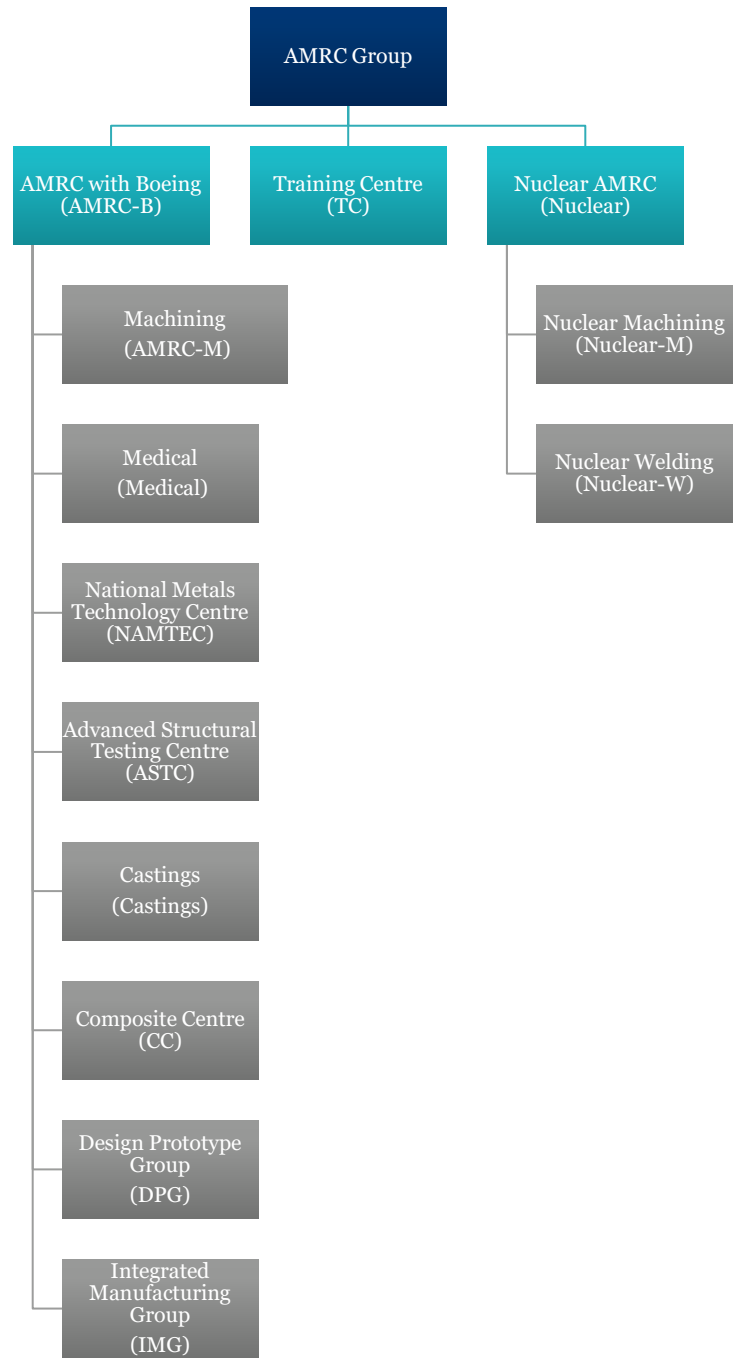 AMRC Group
AMRC with Boeing
(AMRC-B)
Training Centre
(TC)
Nuclear AMRC
(Nuclear)
Machining
(AMRC-M)
Medical
(Medical)
National Metals
Technology Centre
(NAMTEC)
Advanced Structural
Testing Centre
(ASTC)
Castings
(Castings)
Composite Centre
(CC)
Design Prototype
Group
(DPG)
Integrated
Manufacturing
Group
(IMG)
Nuclear Machining
(Nuclear-M)
Nuclear Welding
(Nuclear-W)